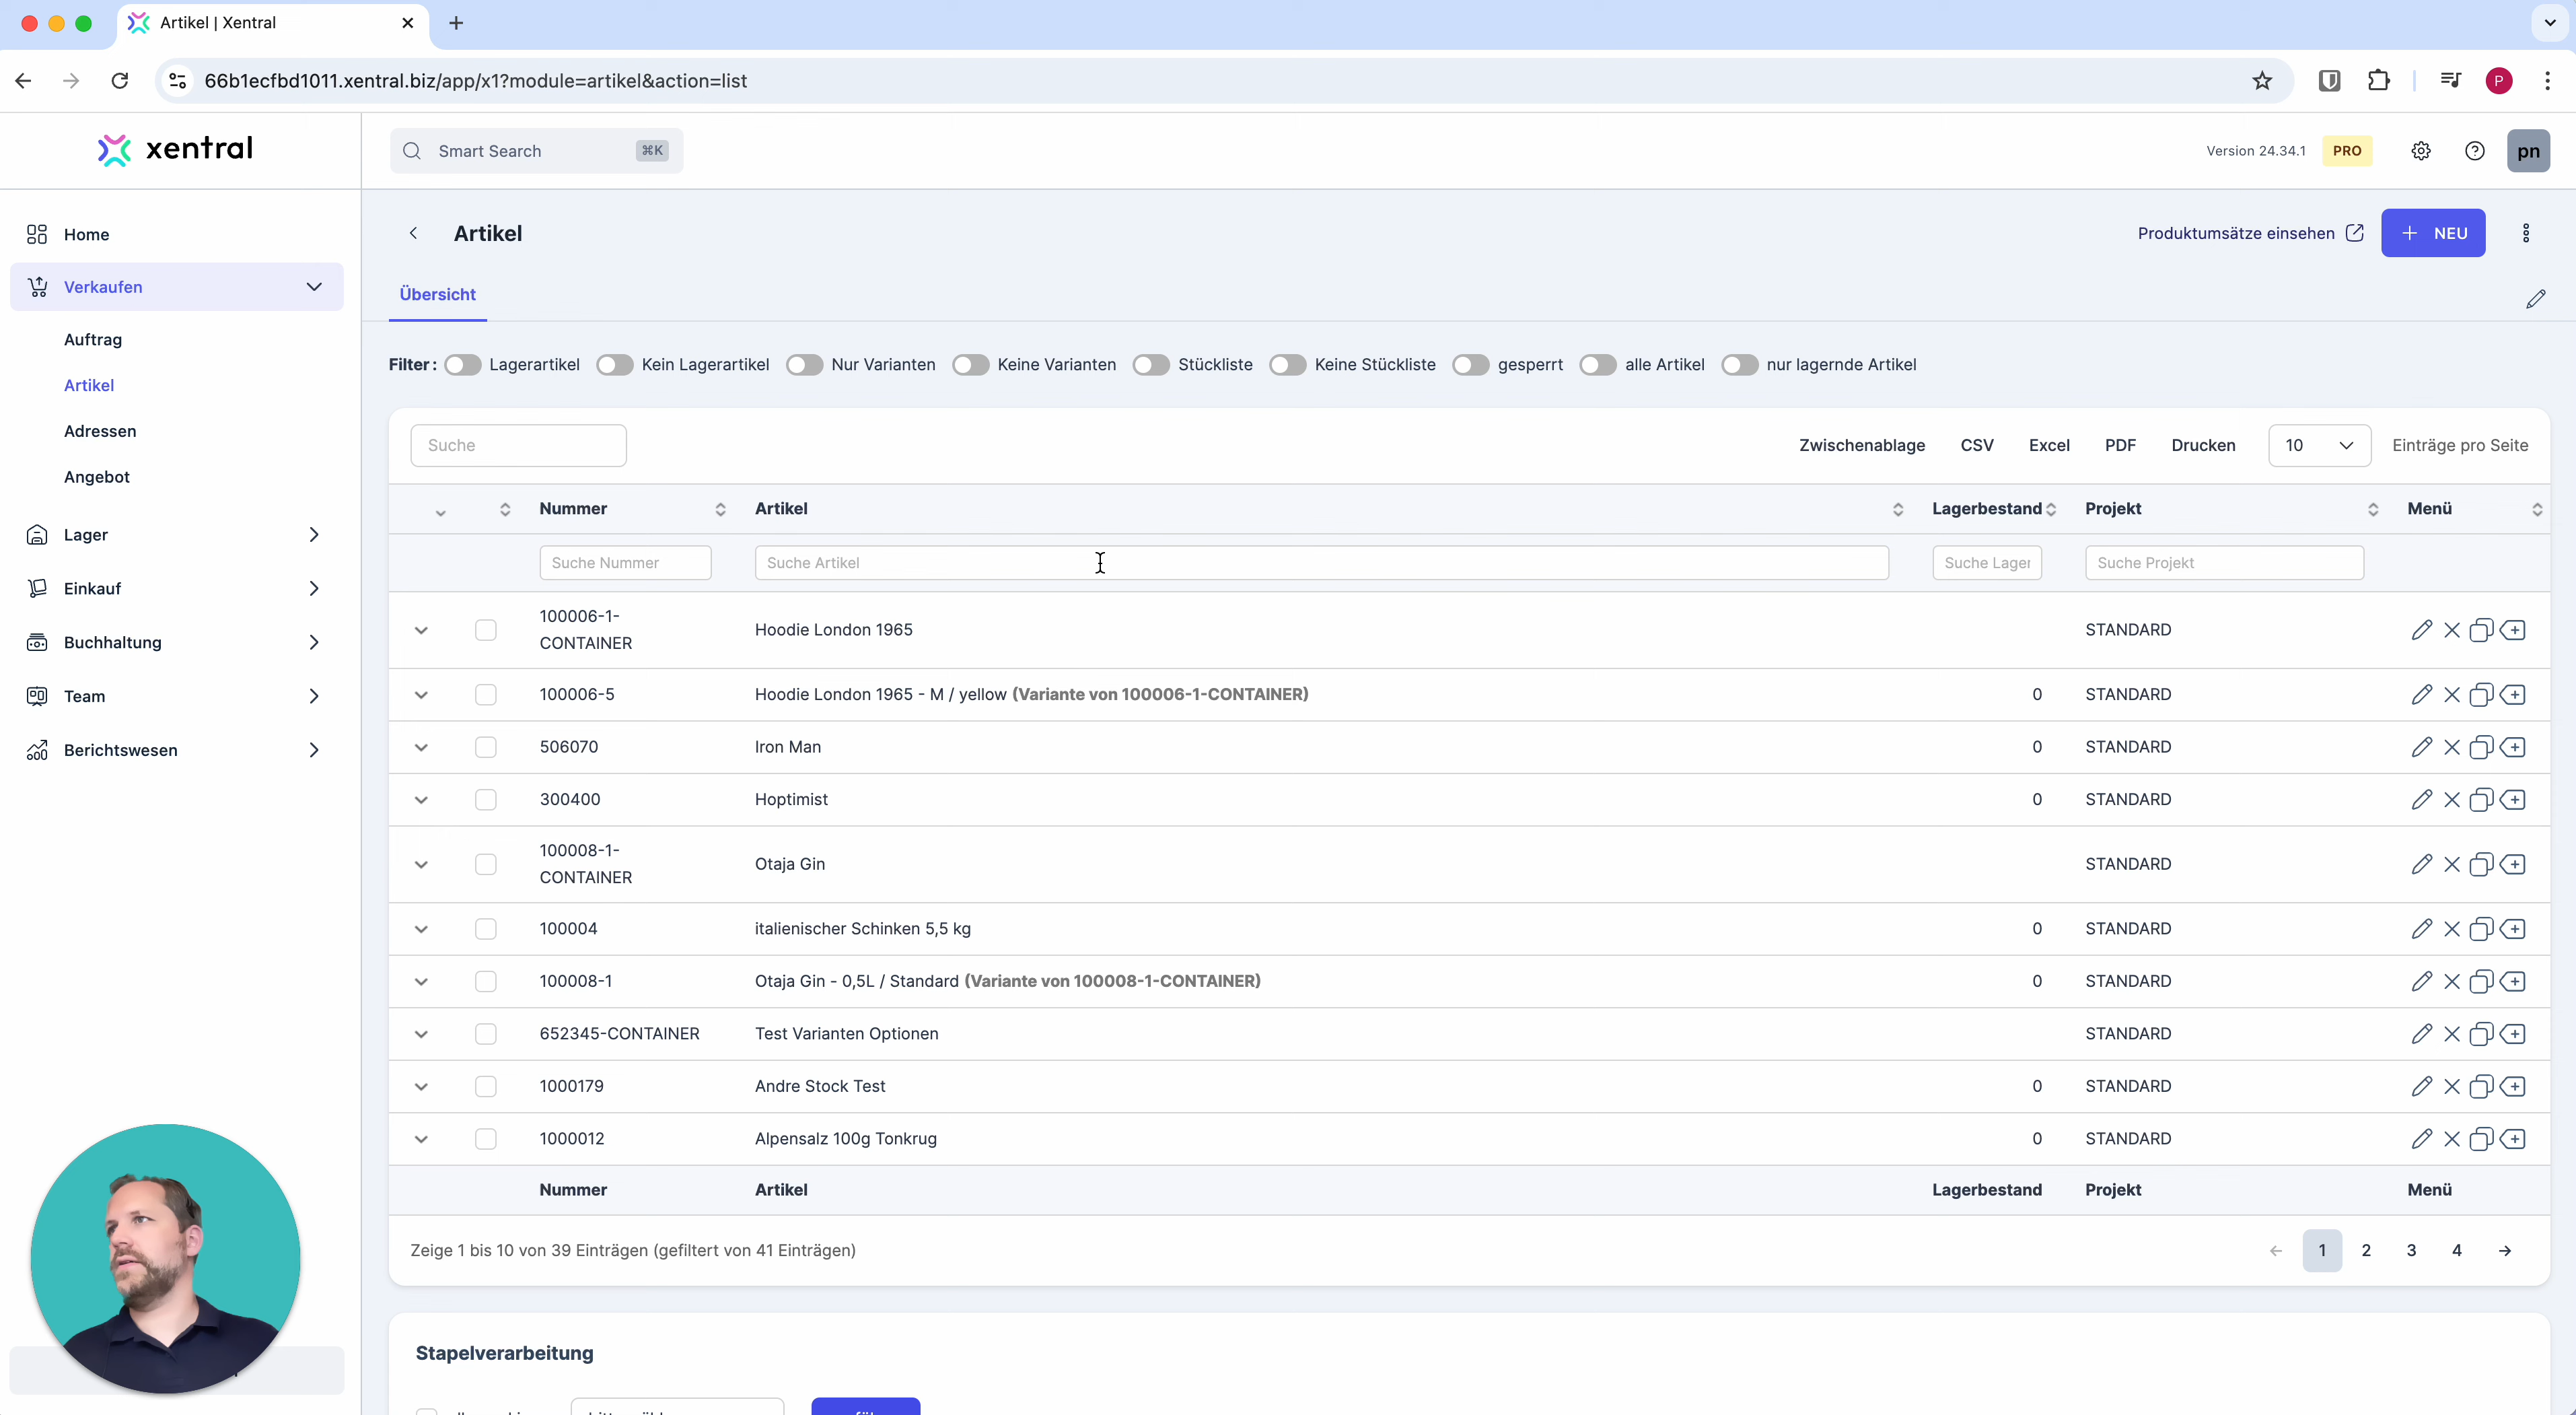 Artikel | Xentral
66b1ecfbd1011.xentral.biz/app/x1?module=artikel&action=list
P
xentral
Smart Search ⌘K
Version 24.34.1 PRO pn
Home
Verkaufen
Auftrag
Artikel
Adressen
Angebot
Lager
Einkauf
Buchhaltung
Team
Berichtswesen
Artikel
Produktumsätze einsehen + NEU
Übersicht
Filter: Lagerartikel Kein Lagerartikel Nur Varianten Keine Varianten Stückliste Keine Stückliste gesperrt alle Artikel nur lagernde Artikel
Suche Zwischenablage CSV Excel PDF Drucken 10 Einträge pro Seite
Nummer Artikel Lagerbestand Projekt Menü
Suche Nummer Suche Artikel Suche Lager Suche Projekt
100006-1-
CONTAINER Hoodie London 1965 STANDARD
100006-5 Hoodie London 1965 - M / yellow (Variante von 100006-1-CONTAINER) 0 STANDARD
506070 Iron Man 0 STANDARD
300400 Hoptimist 0 STANDARD
100008-1-
CONTAINER Otaja Gin STANDARD
100004 italienischer Schinken 5,5 kg 0 STANDARD
100008-1 Otaja Gin - 0,5L / Standard (Variante von 100008-1-CONTAINER) 0 STANDARD
652345-CONTAINER Test Varianten Optionen STANDARD
1000179 Andre Stock Test 0 STANDARD
1000012 Alpensalz 100g Tonkrug 0 STANDARD
Nummer Artikel Lagerbestand Projekt Menü
Zeige 1 bis 10 von 39 Einträgen (gefiltert von 41 Einträgen) ← 1 2 3 4 →
Stapelverarbeitung